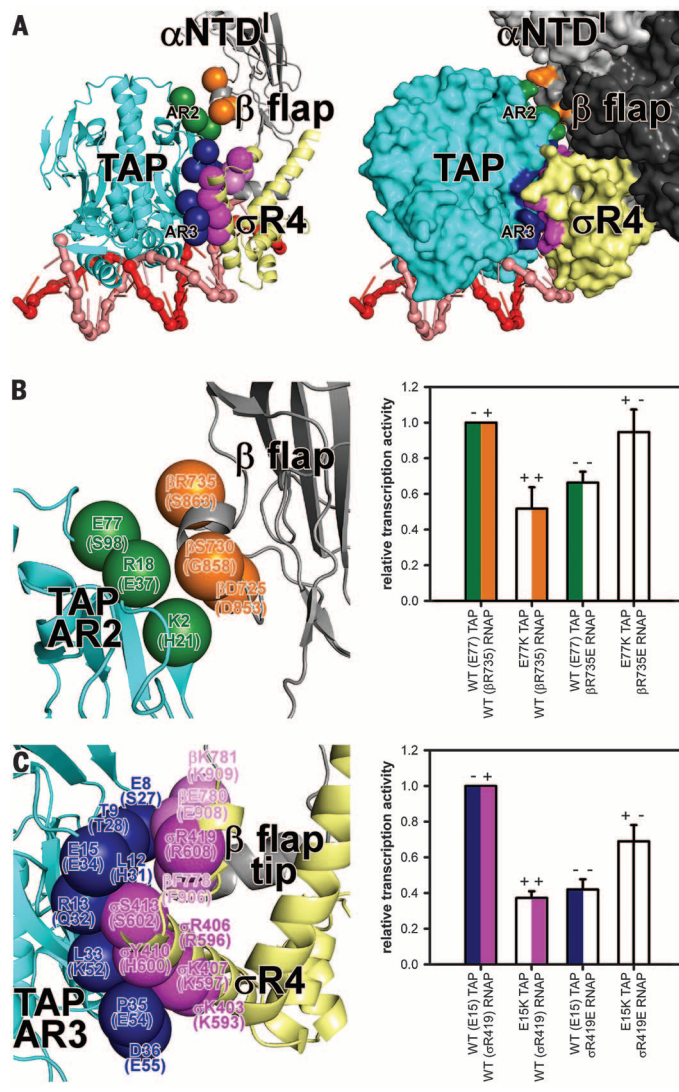 A
αNTDᴵ
AR2
β flap
TAP
AR3
σR4
αNTDᴵ
AR2
β flap
TAP
AR3
σR4
B
β flap
βR735
(S863)
E77
(S98)
βS730
(G858)
R18
(E37)
βD725
(D853)
TAP
AR2
K2
(H21)
relative transcription activity
1.2
1.0
0.8
0.6
0.4
0.2
0.0
- +
+ +
- -
+ -
WT (E77) TAP
WT (βR735) RNAP
E77K TAP
WT (βR735) RNAP
WT (E77) TAP
βR735E RNAP
E77K TAP
βR735E RNAP
C
βK781
(K909)
E8
(S27)
βE780
(E908)
T9
(T28)
σR419
(R608)
β flap
tip
E15
(E34)
L12
(H31)
βF778
(F906)
R13
(Q32)
σS413
(S602)
σR406
(R596)
σY410
(H600)
σR4
L33
(K52)
σK407
(K597)
TAP
AR3
P35
(E54)
σK403
(K593)
D36
(E55)
relative transcription activity
1.2
1.0
0.8
0.6
0.4
0.2
0.0
- +
+ +
- -
+ -
WT (E15) TAP
WT (σR419) RNAP
E15K TAP
WT (σR419) RNAP
WT (E15) TAP
σR419E RNAP
E15K TAP
σR419E RNAP